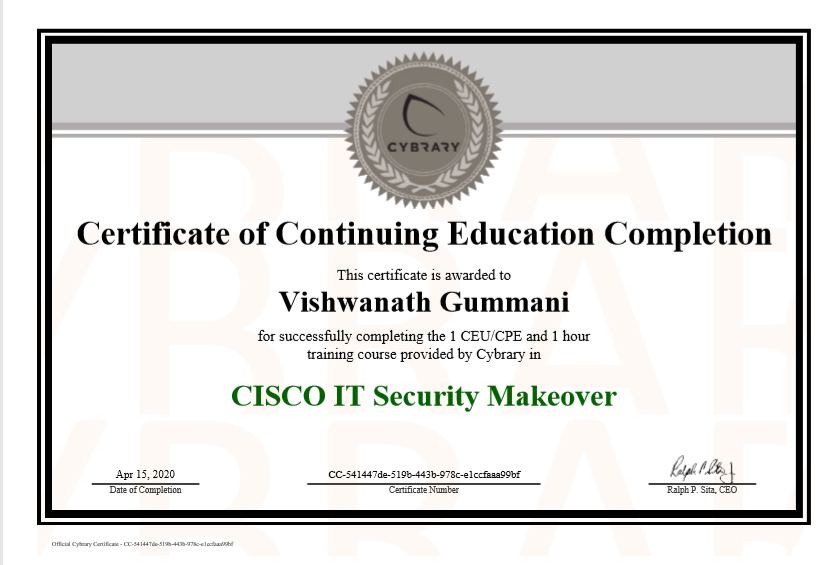 CYBRARY
Certificate of Continuing Education Completion
This certificate is awarded to
Vishwanath Gummani
for successfully completing the 1 CEU/CPE and 1 hour
training course provided by Cybrary in
CISCO IT Security Makeover
Apr 15, 2020
Date of Completion
CC-541447de-519b-443b-978c-e1ccfaaa99bf
Certificate Number
Ralph P. Sita, CEO
Official Cybrary Certificate - CC-541447de-519b-443b-978c-e1ccfaaa99bf